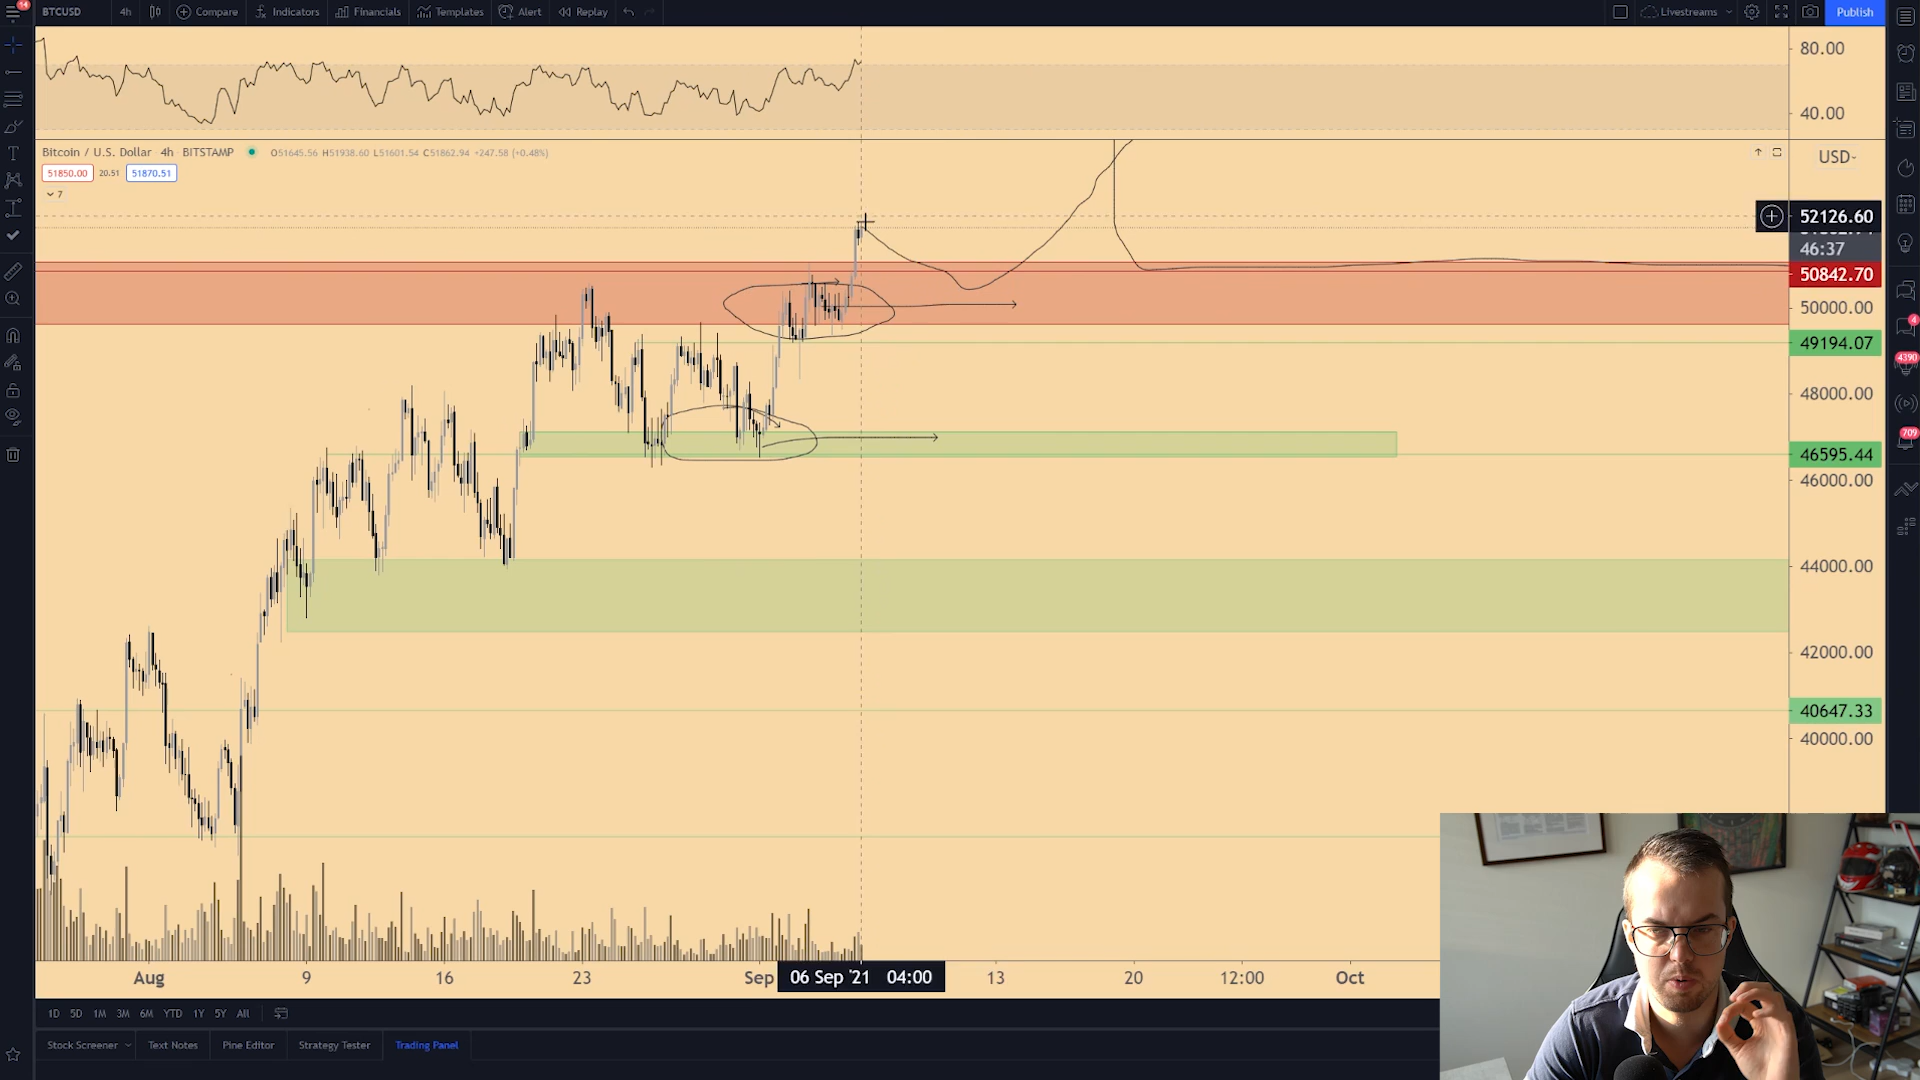 14 BTCUSD 4h Compare Indicators Financials Templates Alert Replay Livestreams Publish
80.00
40.00
Bitcoin / U.S. Dollar 4h BITSTAMP O51645.56 H51938.60 L51601.54 C51862.94 +247.58 (+0.48%)
USD
51850.00 20.51 51870.51
7
52126.60
46:37
50842.70
50000.00
4
49194.07
4390
48000.00
709
46595.44
46000.00
44000.00
42000.00
40647.33
40000.00
Aug 9 16 23 Sep 06 Sep '21 04:00 13 20 12:00 Oct
1D 5D 1M 3M 6M YTD 1Y 5Y All
Stock Screener Text Notes Pine Editor Strategy Tester Trading Panel